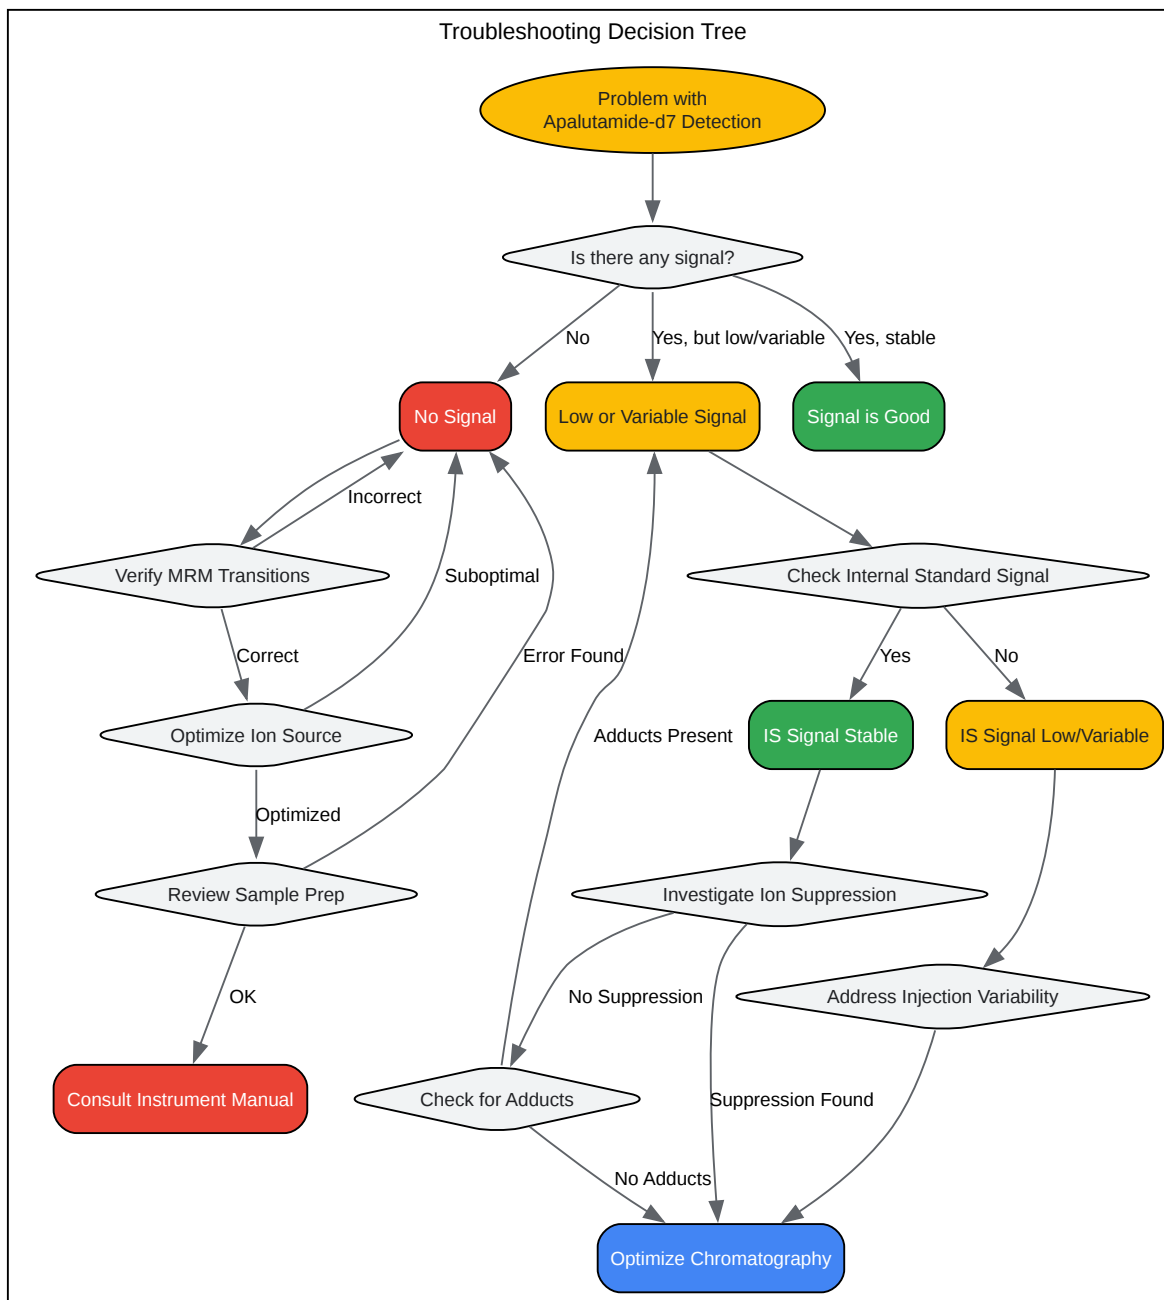 Troubleshooting Decision Tree
Problem with
Apalutamide-d7 Detection
Is there any signal?
No
Yes, but low/variable
Yes, stable
No Signal
Low or Variable Signal
Signal is Good
Incorrect
Verify MRM Transitions
Suboptimal
Check Internal Standard Signal
Correct
Error Found
Yes
No
Optimize Ion Source
Adducts Present
IS Signal Stable
IS Signal Low/Variable
Optimized
Review Sample Prep
Investigate Ion Suppression
OK
No Suppression
Address Injection Variability
Consult Instrument Manual
Check for Adducts
Suppression Found
No Adducts
Optimize Chromatography